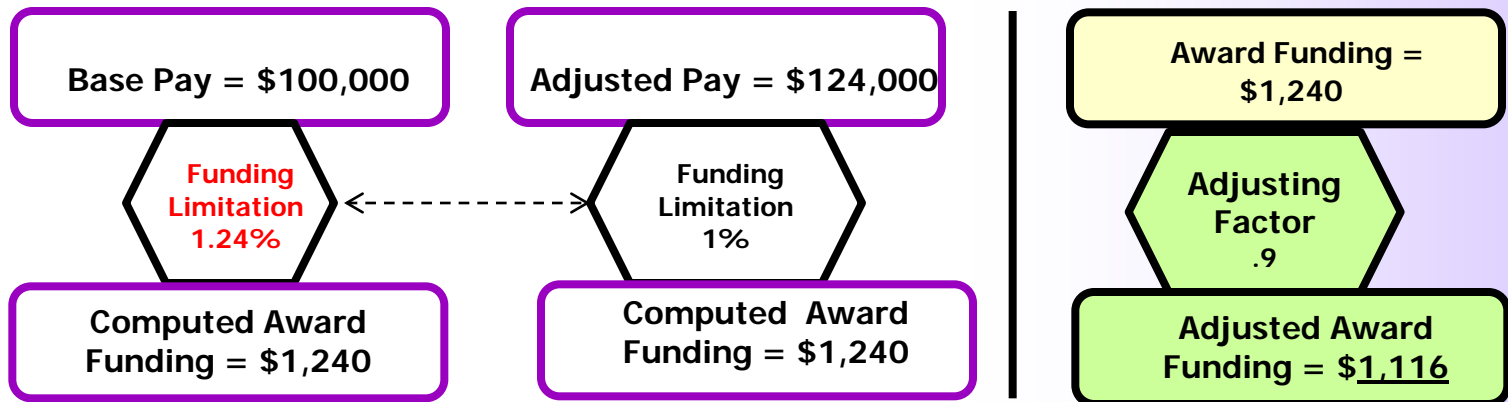 Base Pay = $100,000
Funding
Limitation
1.24%
Computed Award
Funding = $1,240
Adjusted Pay = $124,000
Funding
Limitation
1%
Computed Award
Funding = $1,240
Award Funding =
$1,240
Adjusting
Factor
.9
Adjusted Award
Funding = $1,116